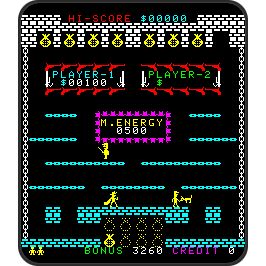 HI-SCORE $00000
PLAYER-1 PLAYER-2
$00100 $
M.ENERGY
0500
BONUS 3260 CREDIT 0